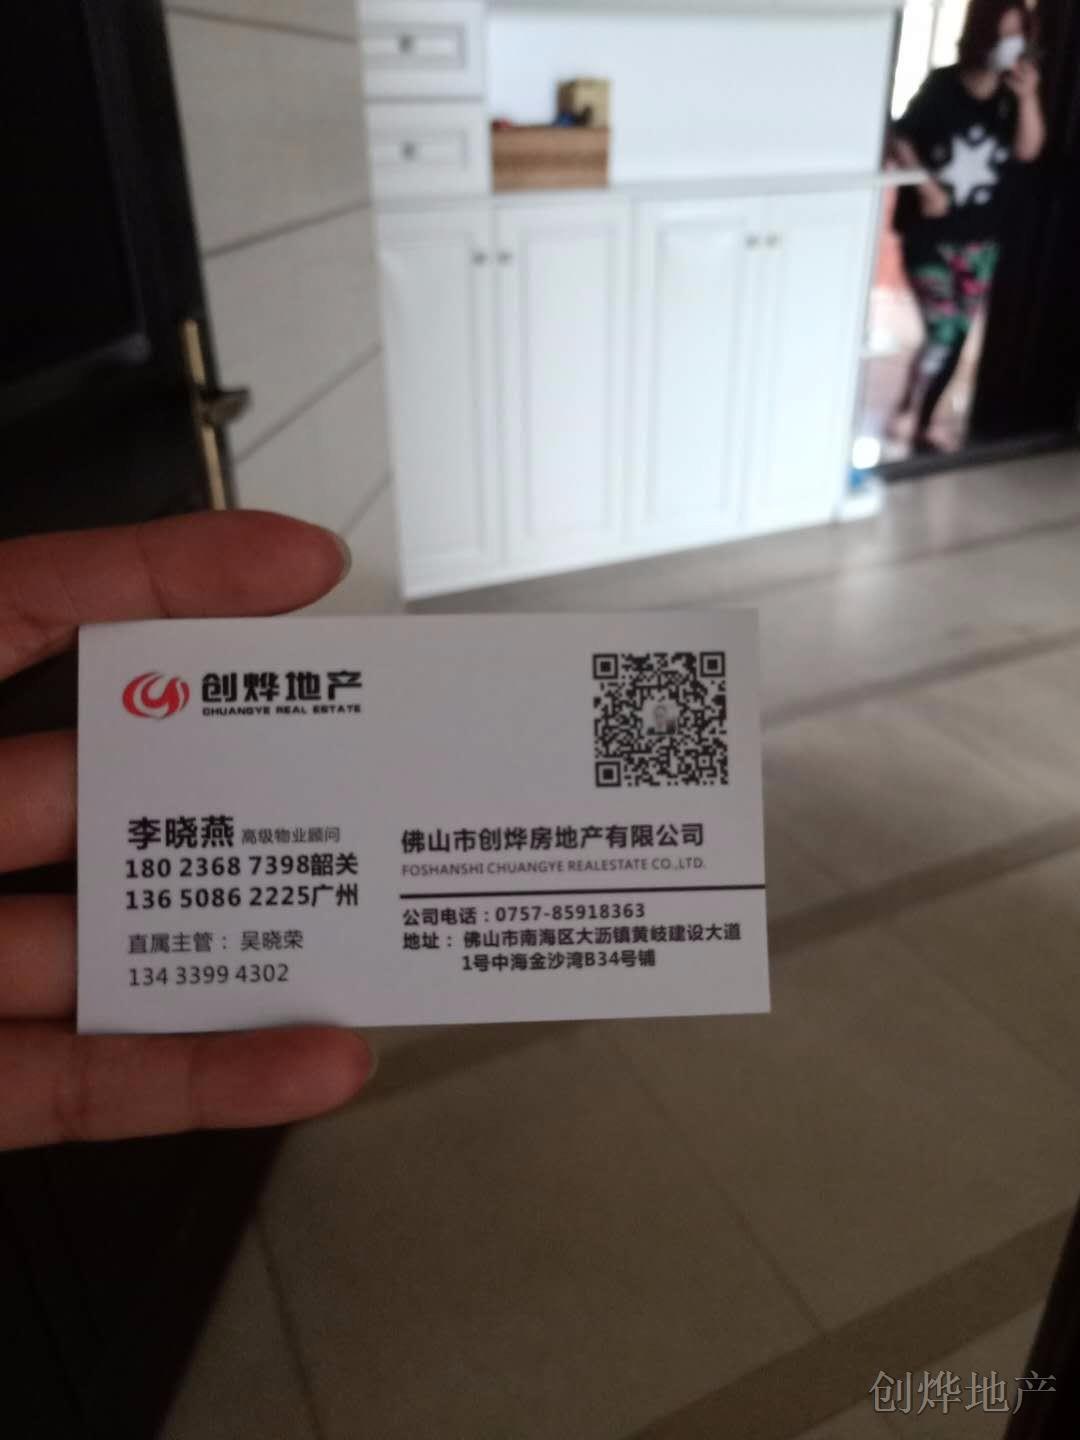 创烨地产
CHUANGYE REAL ESTATE
李晓燕 高级物业顾问
180 2368 7398韶关
136 5086 2225广州
直属主管：吴晓荣
134 3399 4302
佛山市创烨房地产有限公司
FOSHANSHI CHUANGYE REALESTATE CO.,LTD.
公司电话：0757-85918363
地址：佛山市南海区大沥镇黄岐建设大道
1号中海金沙湾B34号铺
创烨地产